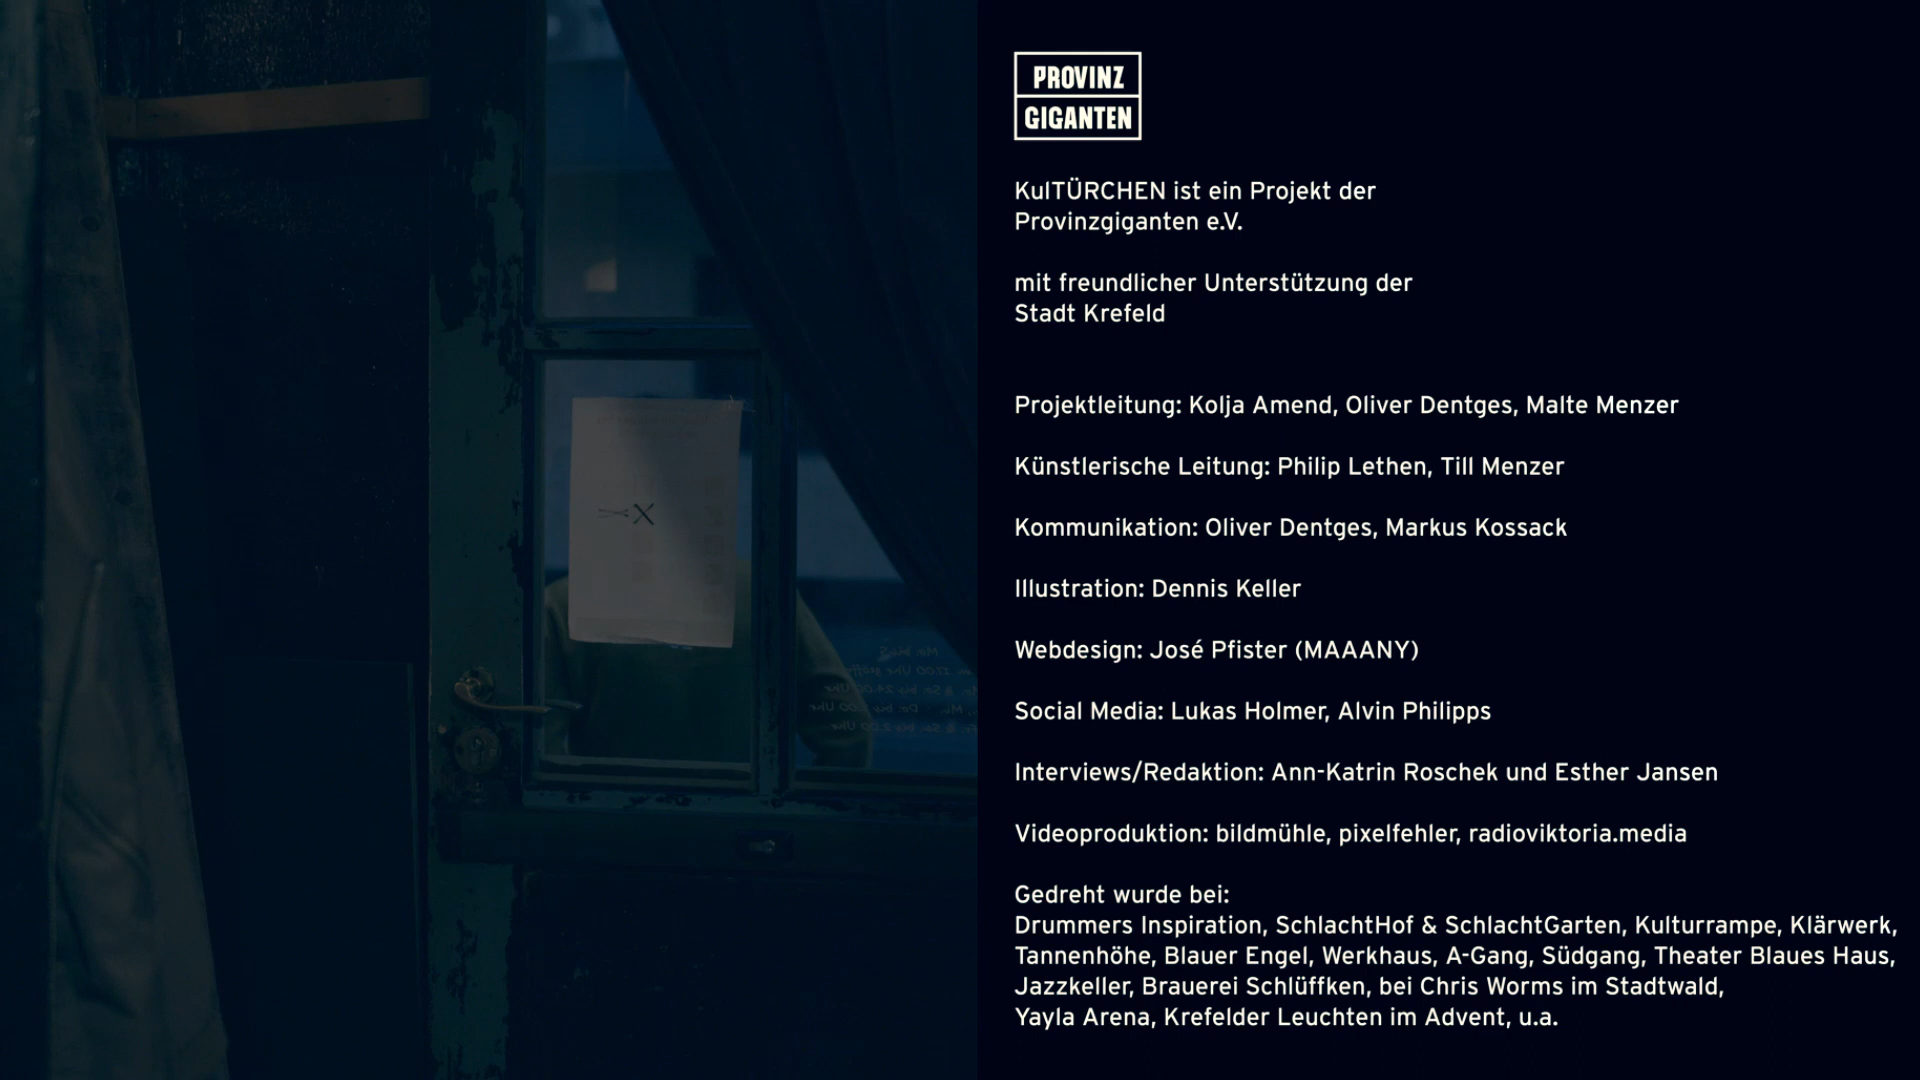 PROVINZ
GIGANTEN
KulTÜRCHEN ist ein Projekt der
Provinzgiganten e.V.
mit freundlicher Unterstützung der
Stadt Krefeld
Projektleitung: Kolja Amend, Oliver Dentges, Malte Menzer
Künstlerische Leitung: Philip Lethen, Till Menzer
Kommunikation: Oliver Dentges, Markus Kossack
Illustration: Dennis Keller
Webdesign: José Pfister (MAAANY)
Social Media: Lukas Holmer, Alvin Philipps
Interviews/Redaktion: Ann-Katrin Roschek und Esther Jansen
Videoproduktion: bildmühle, pixelfehler, radioviktoria.media
Gedreht wurde bei:
Drummers Inspiration, SchlachtHof & SchlachtGarten, Kulturrampe, Klärwerk,
Tannenhöhe, Blauer Engel, Werkhaus, A-Gang, Südgang, Theater Blaues Haus,
Jazzkeller, Brauerei Schlüffken, bei Chris Worms im Stadtwald,
Yayla Arena, Krefelder Leuchten im Advent, u.a.